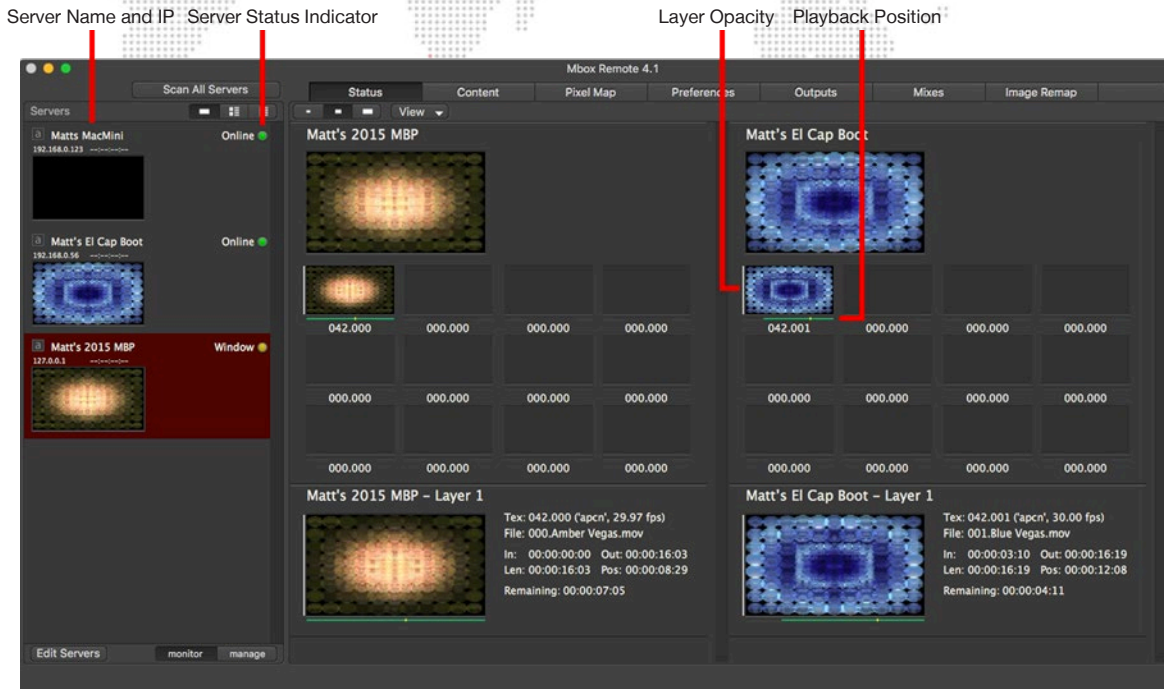 Server Name and IP Server Status Indicator Layer Opacity Playback Position
Mbox Remote 4.1
Scan All Servers
Status Content Pixel Map Preferences Outputs Mixes Image Remap
Servers
View
a Matts MacMini Online
192.168.0.123 --:--:--:--
a Matt's El Cap Boot Online
192.168.0.56 --:--:--:--
a Matt's 2015 MBP Window
127.0.0.1 --:--:--:--
Edit Servers monitor manage
Matt's 2015 MBP
042.000 000.000 000.000 000.000
000.000 000.000 000.000 000.000
000.000 000.000 000.000 000.000
Matt's 2015 MBP – Layer 1
Tex: 042.000 ('apcn', 29.97 fps)
File: 000.Amber Vegas.mov
In: 00:00:00:00 Out: 00:00:16:03
Len: 00:00:16:03 Pos: 00:00:08:29
Remaining: 00:00:07:05
Matt's El Cap Boot
042.001 000.000 000.000 000.000
000.000 000.000 000.000 000.000
000.000 000.000 000.000 000.000
Matt's El Cap Boot – Layer 1
Tex: 042.001 ('apcn', 30.00 fps)
File: 001.Blue Vegas.mov
In: 00:00:03:10 Out: 00:00:16:19
Len: 00:00:16:19 Pos: 00:00:12:08
Remaining: 00:00:04:11